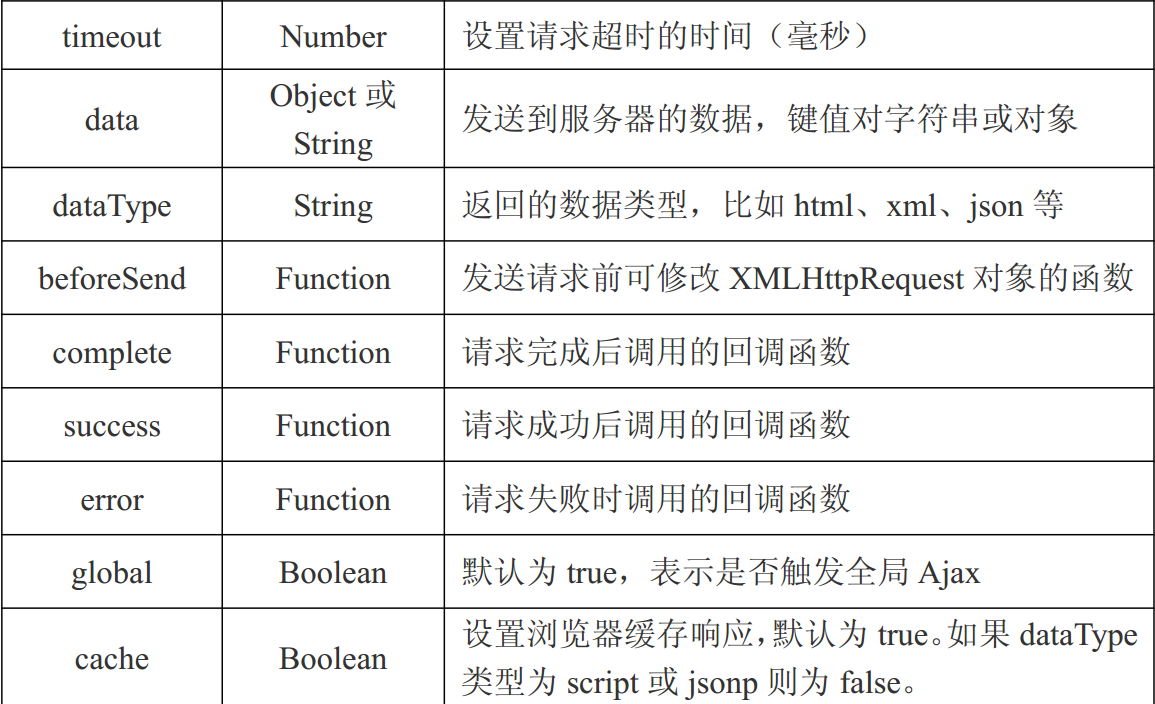 timeout Number 设置请求超时的时间（毫秒）
data Object 或 String 发送到服务器的数据，键值对字符串或对象
dataType String 返回的数据类型，比如 html、xml、json 等
beforeSend Function 发送请求前可修改 XMLHttpRequest 对象的函数
complete Function 请求完成后调用的回调函数
success Function 请求成功后调用的回调函数
error Function 请求失败时调用的回调函数
global Boolean 默认为 true，表示是否触发全局 Ajax
cache Boolean 设置浏览器缓存响应，默认为 true。如果 dataType
类型为 script 或 jsonp 则为 false。